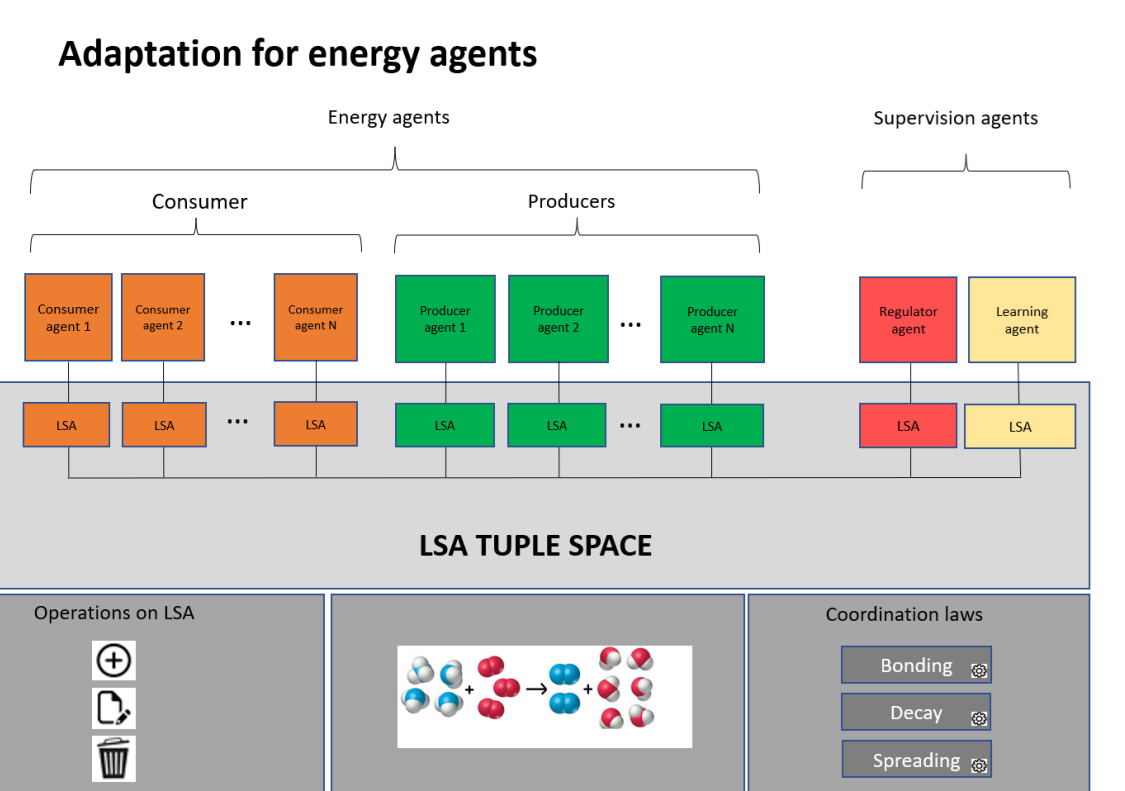 Adaptation for energy agents
Energy agents
Supervision agents
Consumer
Producers
Consumer
agent 1
Consumer
agent 2
...
Consumer
agent N
Producer
agent 1
Producer
agent 2
...
Producer
agent N
Regulator
agent
Learning
agent
LSA
LSA
...
LSA
LSA
LSA
...
LSA
LSA
LSA
LSA TUPLE SPACE
Operations on LSA
+
+
Coordination laws
Bonding
Decay
Spreading